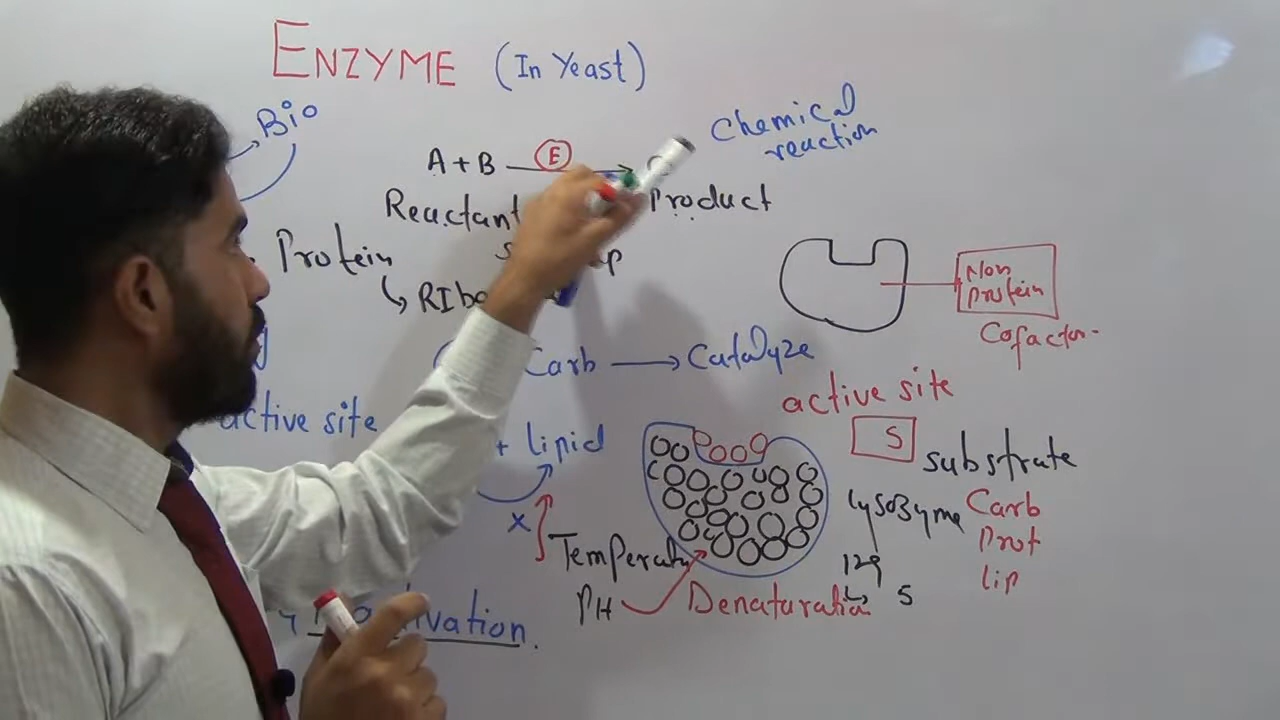 ENZYME (In Yeast)
Bio
Chemical
reaction
A + B E
Reactant Product
Protein
Non
protein
Cofactor
Carb → Catalyze
active site
active site
+ lipid
S
substrate
x
Lysozyme
Carb
Prot
lip
Temperatu
129
↳ 5
PH
Denaturation